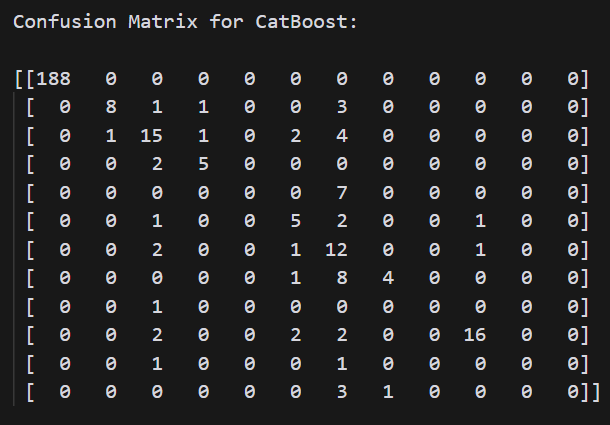 Confusion Matrix for CatBoost:
[[188 0 0 0 0 0 0 0 0 0 0 0]
[ 0 8 1 1 0 0 3 0 0 0 0 0]
[ 0 1 15 1 0 2 4 0 0 0 0 0]
[ 0 0 2 5 0 0 0 0 0 0 0 0]
[ 0 0 0 0 0 0 7 0 0 0 0 0]
[ 0 0 1 0 0 5 2 0 0 1 0 0]
[ 0 0 2 0 0 1 12 0 0 1 0 0]
[ 0 0 0 0 0 1 8 4 0 0 0 0]
[ 0 0 1 0 0 0 0 0 0 0 0 0]
[ 0 0 2 0 0 2 2 0 0 16 0 0]
[ 0 0 1 0 0 0 1 0 0 0 0 0]
[ 0 0 0 0 0 0 3 1 0 0 0 0]]